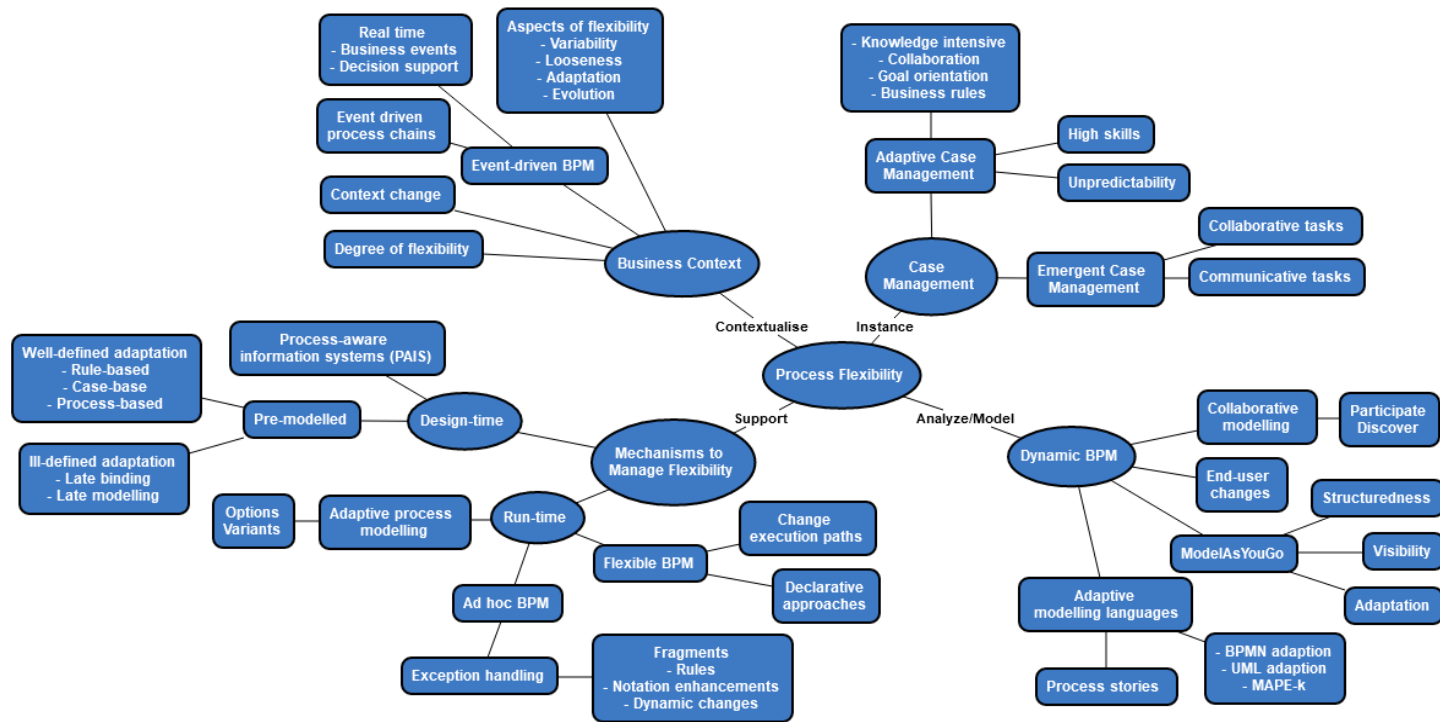 Real time
- Business events
- Decision support
Aspects of flexibility
- Variability
- Looseness
- Adaptation
- Evolution
Event driven
process chains
Event-driven BPM
Context change
Degree of flexibility
Business Context
- Knowledge intensive
- Collaboration
- Goal orientation
- Business rules
Adaptive Case
Management
High skills
Unpredictability
Case
Management
Emergent Case
Management
Collaborative tasks
Communicative tasks
Contextualise
Instance
Process Flexibility
Support
Analyze/Model
Process-aware
information systems (PAIS)
Well-defined adaptation
- Rule-based
- Case-base
- Process-based
Pre-modelled
Design-time
Ill-defined adaptation
- Late binding
- Late modelling
Mechanisms to
Manage Flexibility
Options
Variants
Adaptive process
modelling
Run-time
Flexible BPM
Change
execution paths
Declarative
approaches
Ad hoc BPM
Exception handling
Fragments
- Rules
- Notation enhancements
- Dynamic changes
Dynamic BPM
Collaborative
modelling
Participate
Discover
End-user
changes
Structuredness
ModelAsYouGo
Visibility
Adaptation
Adaptive
modelling languages
Process stories
- BPMN adaption
- UML adaption
- MAPE-k